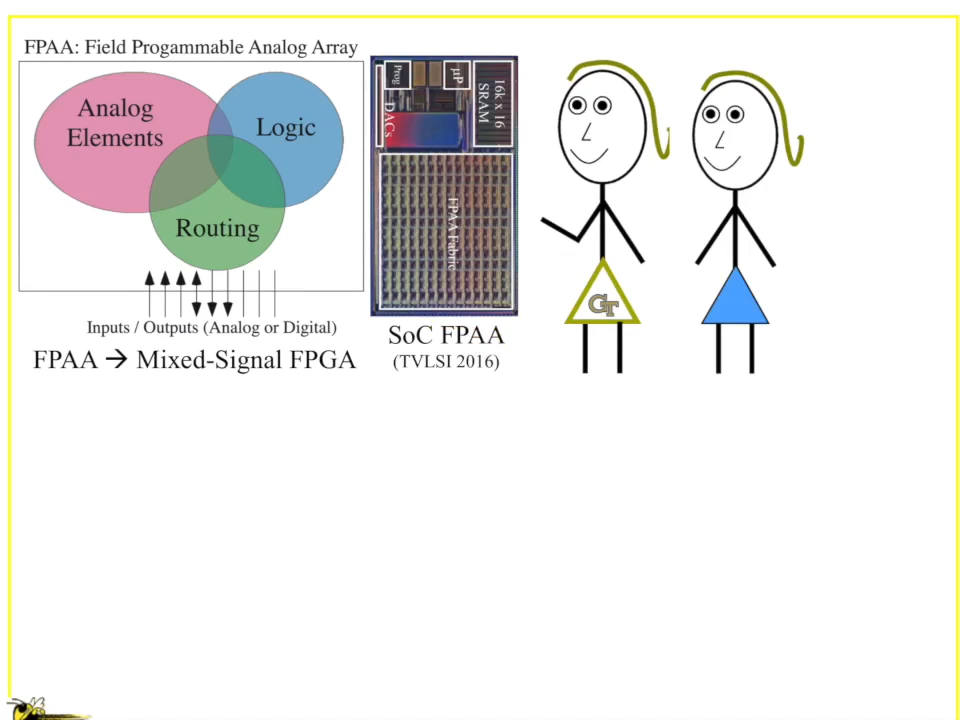 FPAA: Field Progammable Analog Array
Analog
Elements
Logic
Routing
Inputs / Outputs (Analog or Digital)
FPAA → Mixed-Signal FPGA
Prog
μP
16k x 16
SRAM
DACs
FPAA Fabric
SoC FPAA
(TVLSI 2016)
GT